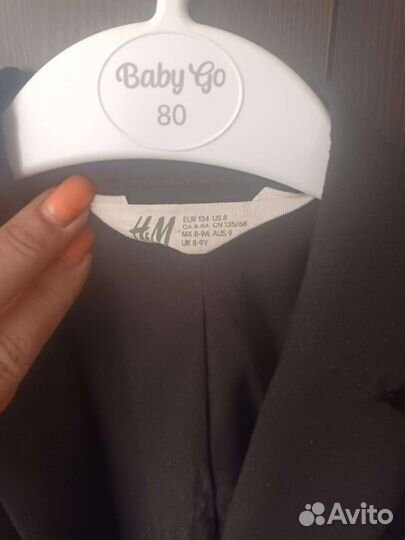 Baby Go
80
H&M
EUR 134 US 8
CA 8-9A CN 135/68
MX 8-9A AUS 9
UK 8-9Y
Avito